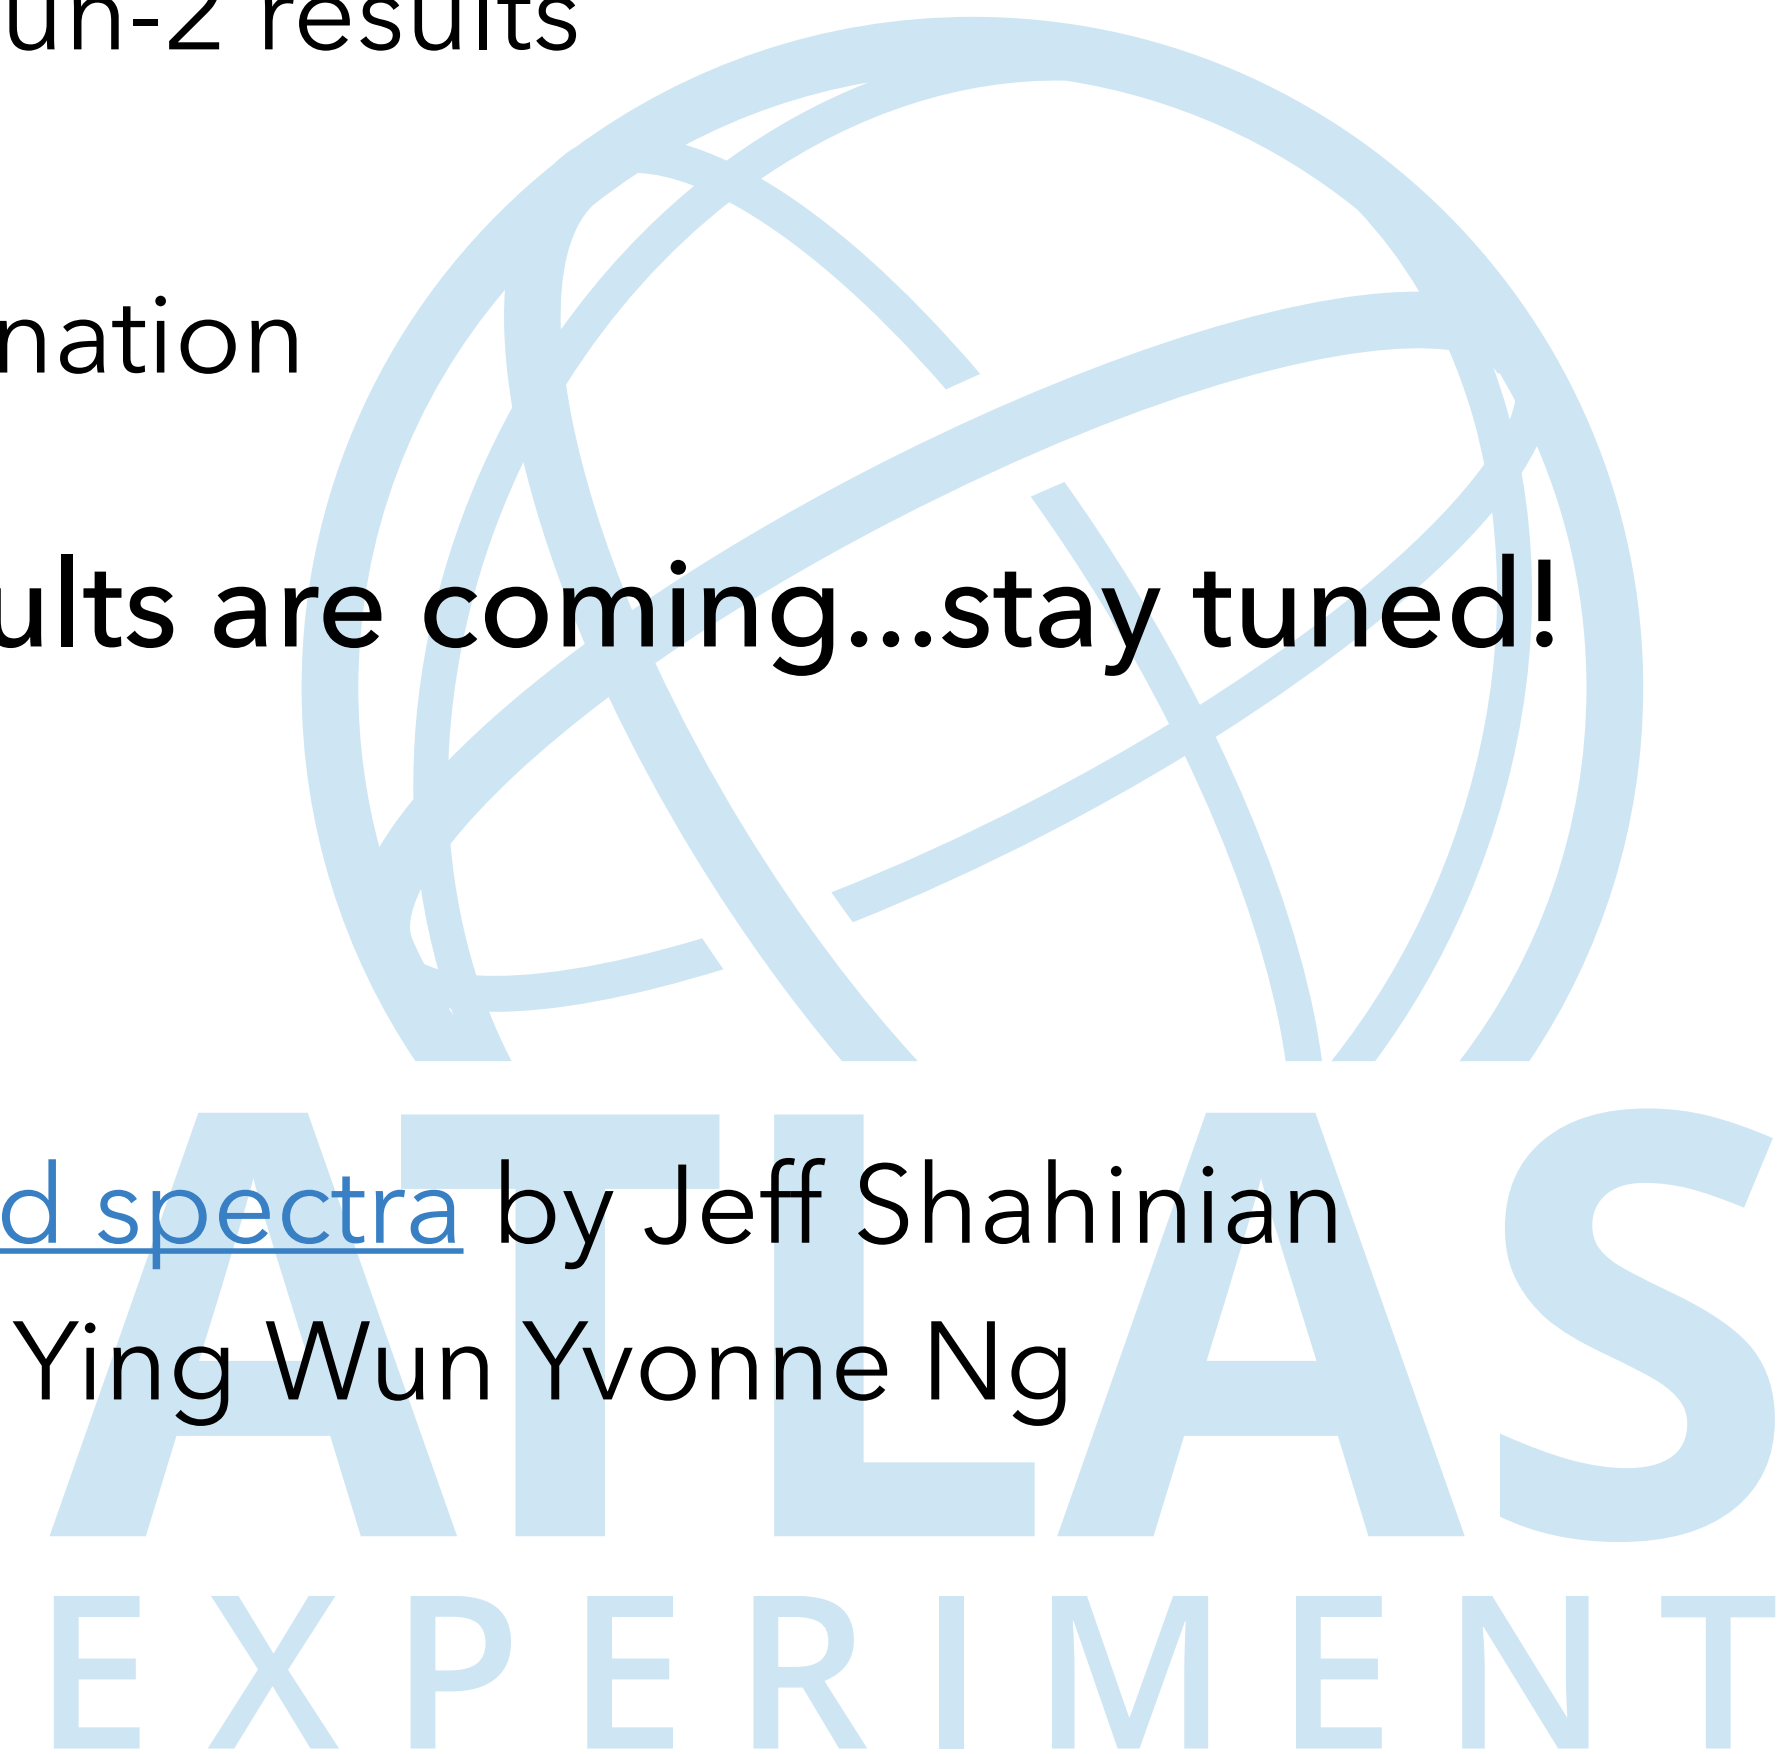 un-2 results
nation
ults are coming...stay tuned!
d spectra by Jeff Shahinian
Ying Wun Yvonne Ng
ATLAS
EXPERIMENT